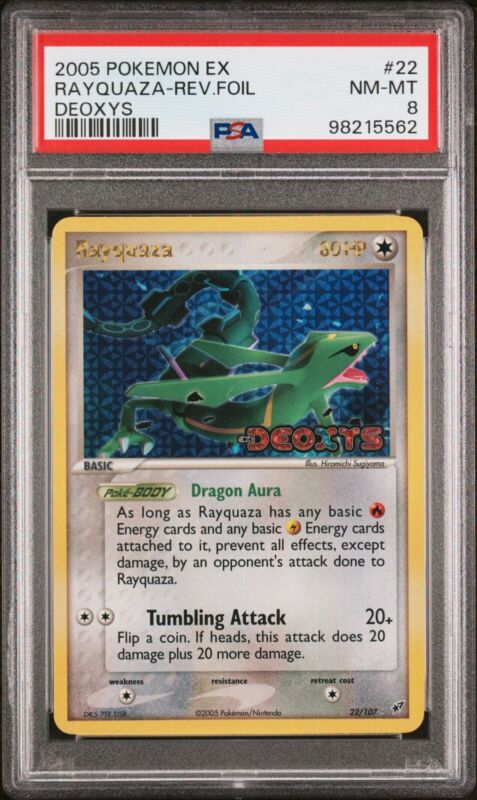 2005 POKEMON EX #22
RAYQUAZA-REV.FOIL NM-MT
DEOXYS 8
PSA 98215562
Rayquaza 60 HP
EX DEOXYS
BASIC
Illus. Hiromichi Sugiyama
Poké-BODY Dragon Aura
As long as Rayquaza has any basic
Energy cards and any basic Energy cards
attached to it, prevent all effects, except
damage, by an opponent's attack done to
Rayquaza.
Tumbling Attack 20+
Flip a coin. If heads, this attack does 20
damage plus 20 more damage.
weakness resistance retreat cost
©2005 Pokémon/Nintendo 22/107